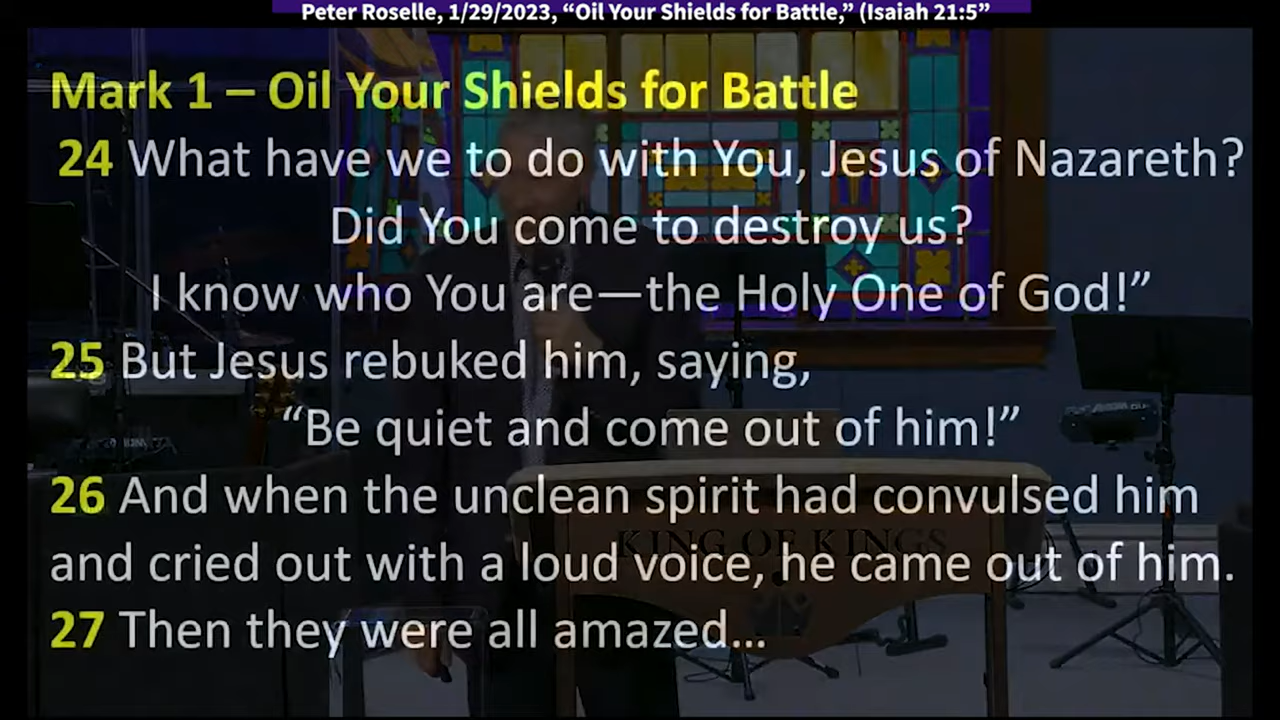 Peter Roselle, 1/29/2023, “Oil Your Shields for Battle,” (Isaiah 21:5”
Mark 1 – Oil Your Shields for Battle
24 What have we to do with You, Jesus of Nazareth?
Did You come to destroy us?
I know who You are—the Holy One of God!”
25 But Jesus rebuked him, saying,
“Be quiet and come out of him!”
26 And when the unclean spirit had convulsed him
and cried out with a loud voice, he came out of him.
KING OF KINGS
27 Then they were all amazed...